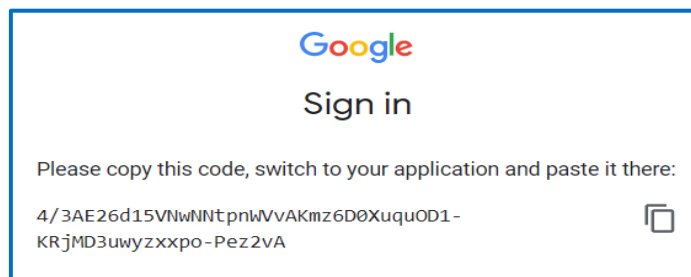 Google
Sign in
Please copy this code, switch to your application and paste it there:
4/3AE26d15VNwNNtpnWVvAKmz6D0XuquOD1-
KRjMD3uwyzxxpo-Pez2vA